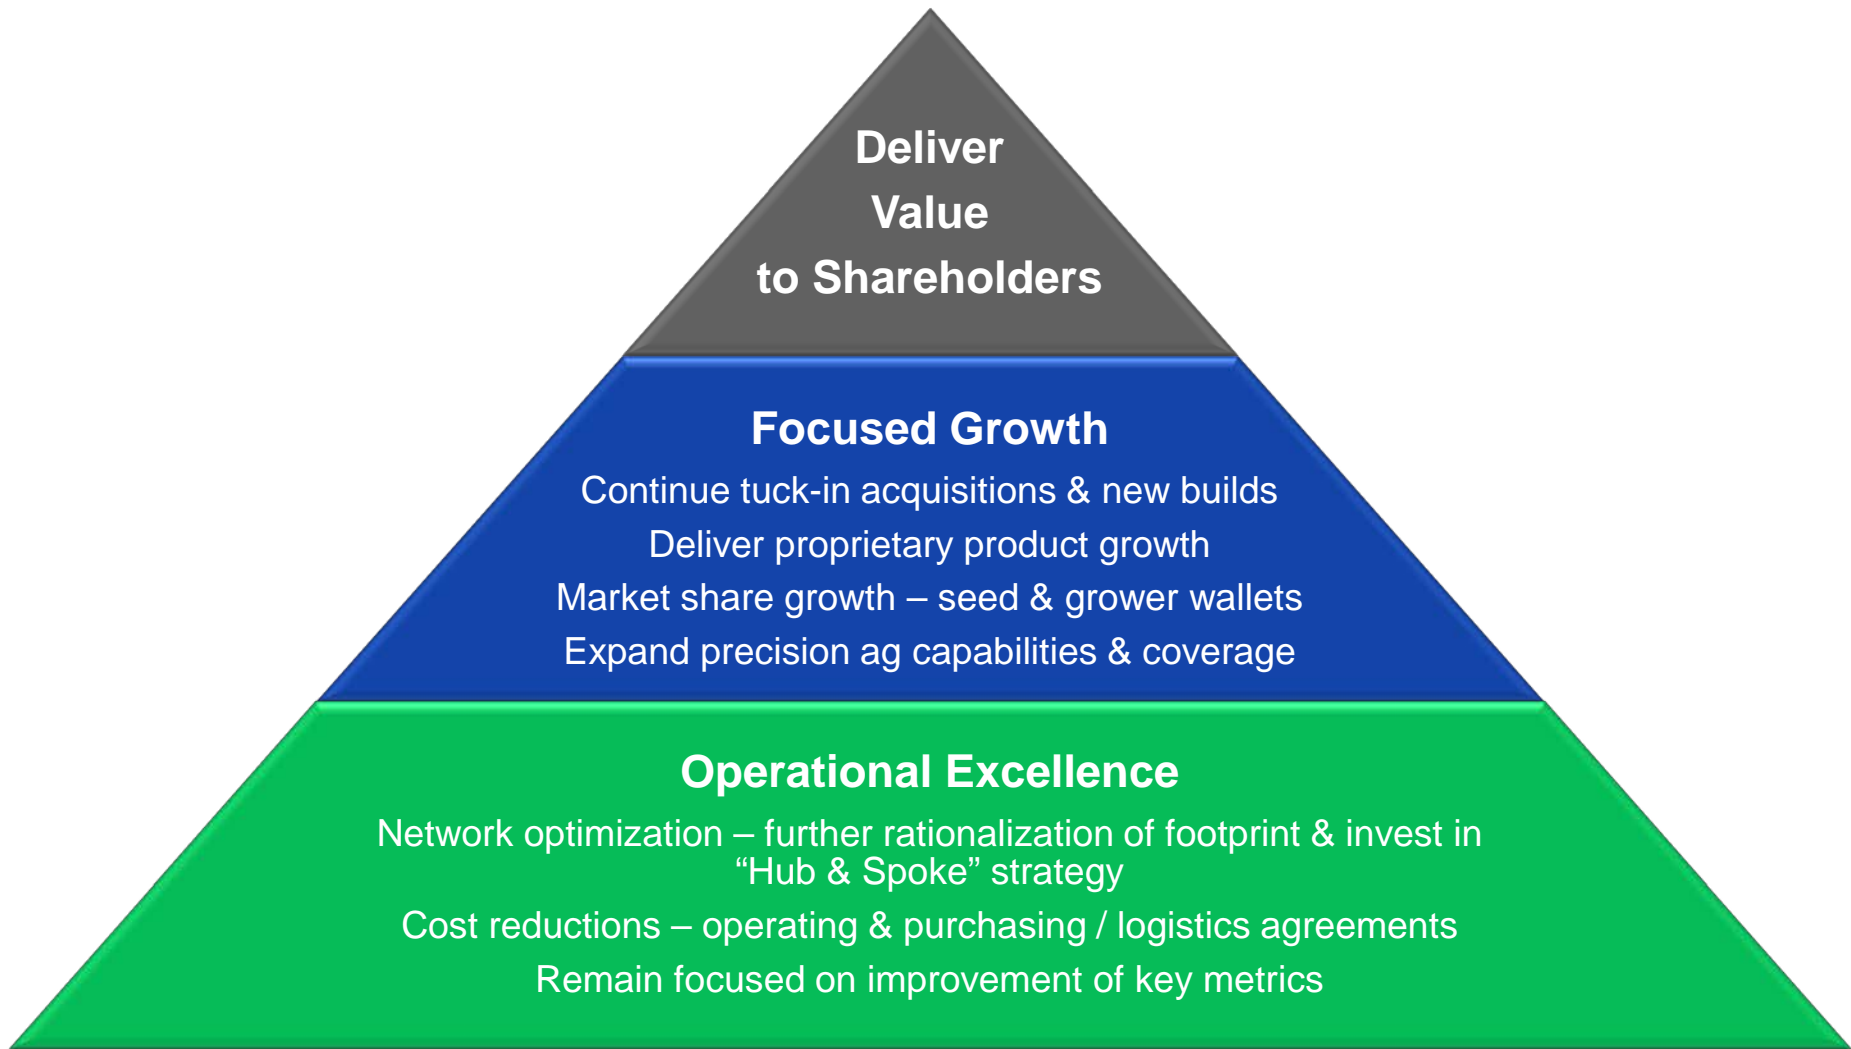 Deliver
Value
to Shareholders
Focused Growth
Continue tuck-in acquisitions & new builds
Deliver proprietary product growth
Market share growth – seed & grower wallets
Expand precision ag capabilities & coverage
Operational Excellence
Network optimization – further rationalization of footprint & invest in
“Hub & Spoke” strategy
Cost reductions – operating & purchasing / logistics agreements
Remain focused on improvement of key metrics